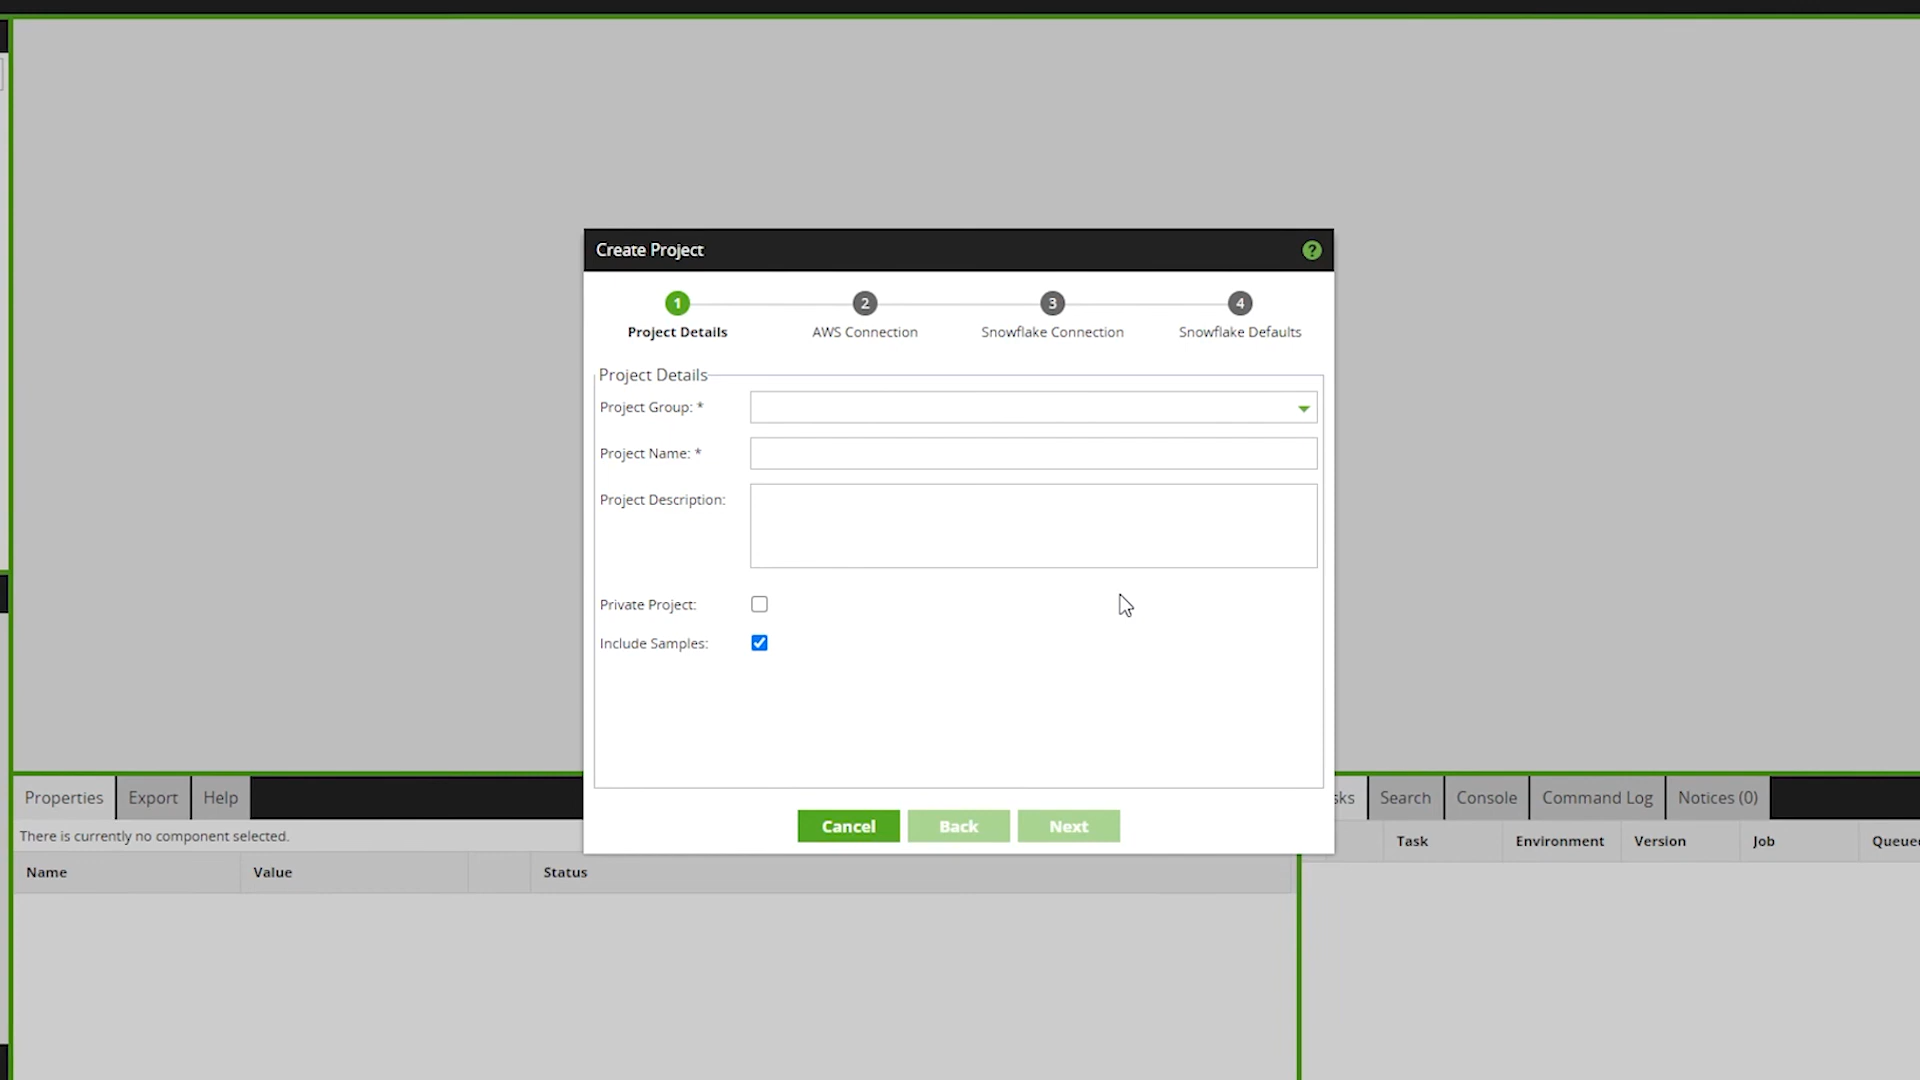 Create Project
?
1
2
3
4
Project Details
AWS Connection
Snowflake Connection
Snowflake Defaults
Project Details
Project Group: *
Project Name: *
Project Description:
Private Project:
Include Samples:
Cancel
Back
Next
Properties
Export
Help
There is currently no component selected.
Name
Value
Status
Search
Console
Command Log
Notices (0)
Task
Environment
Version
Job